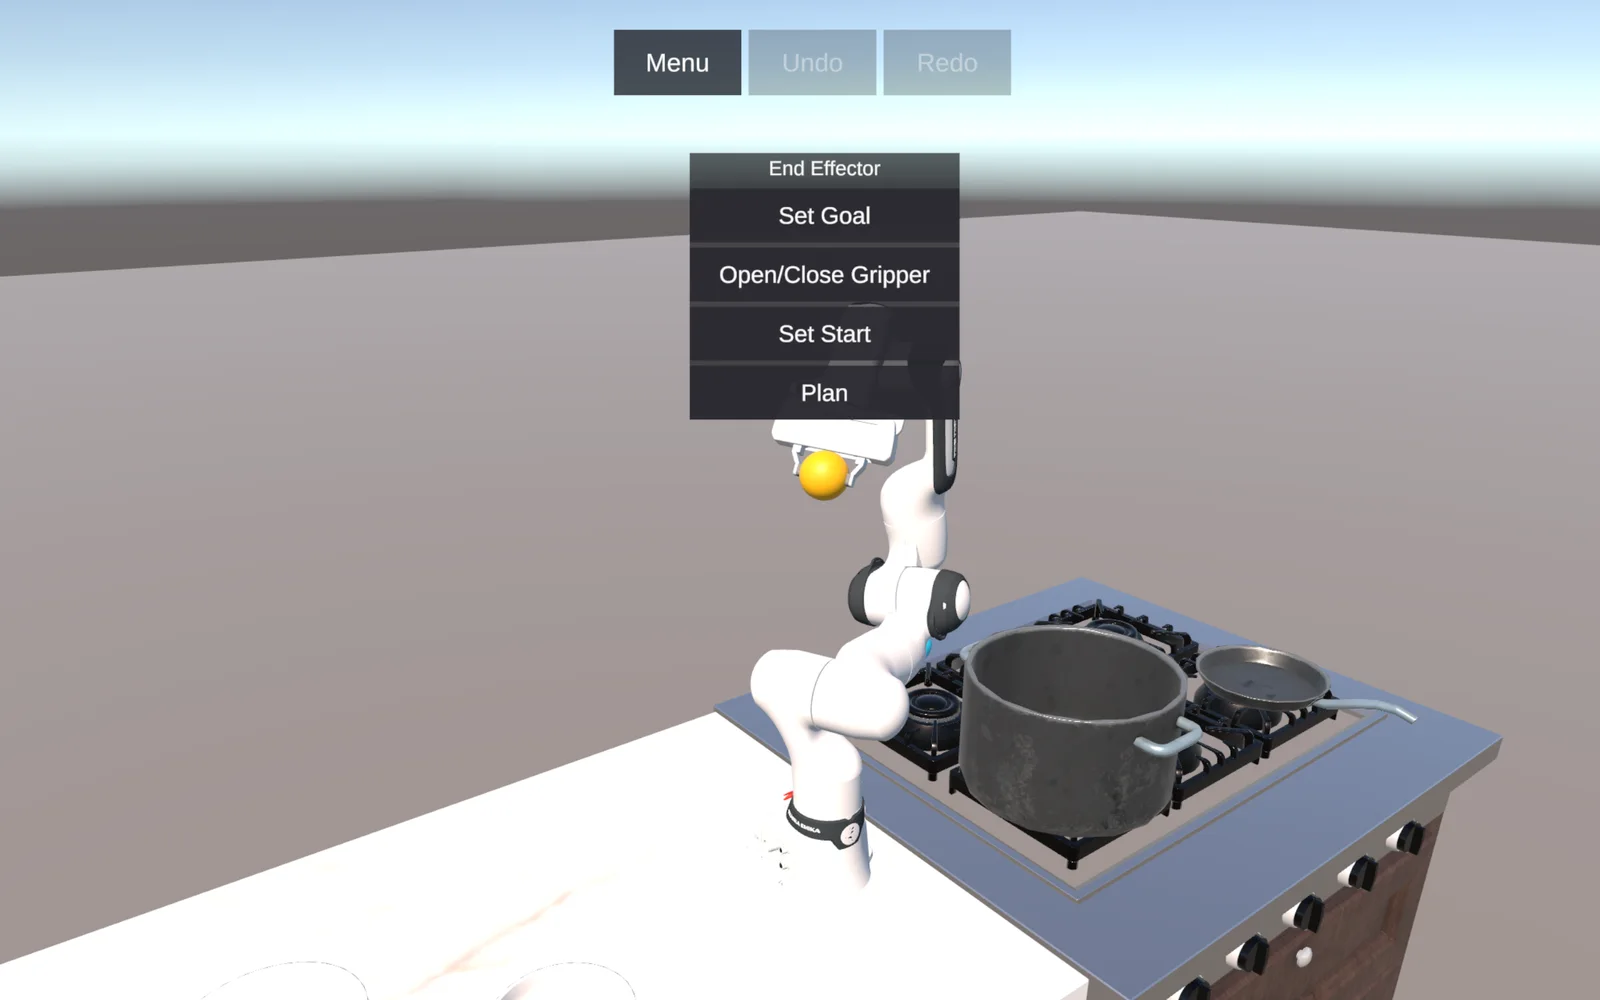 Menu
Undo
Redo
End Effector
Set Goal
Open/Close Gripper
Set Start
Plan